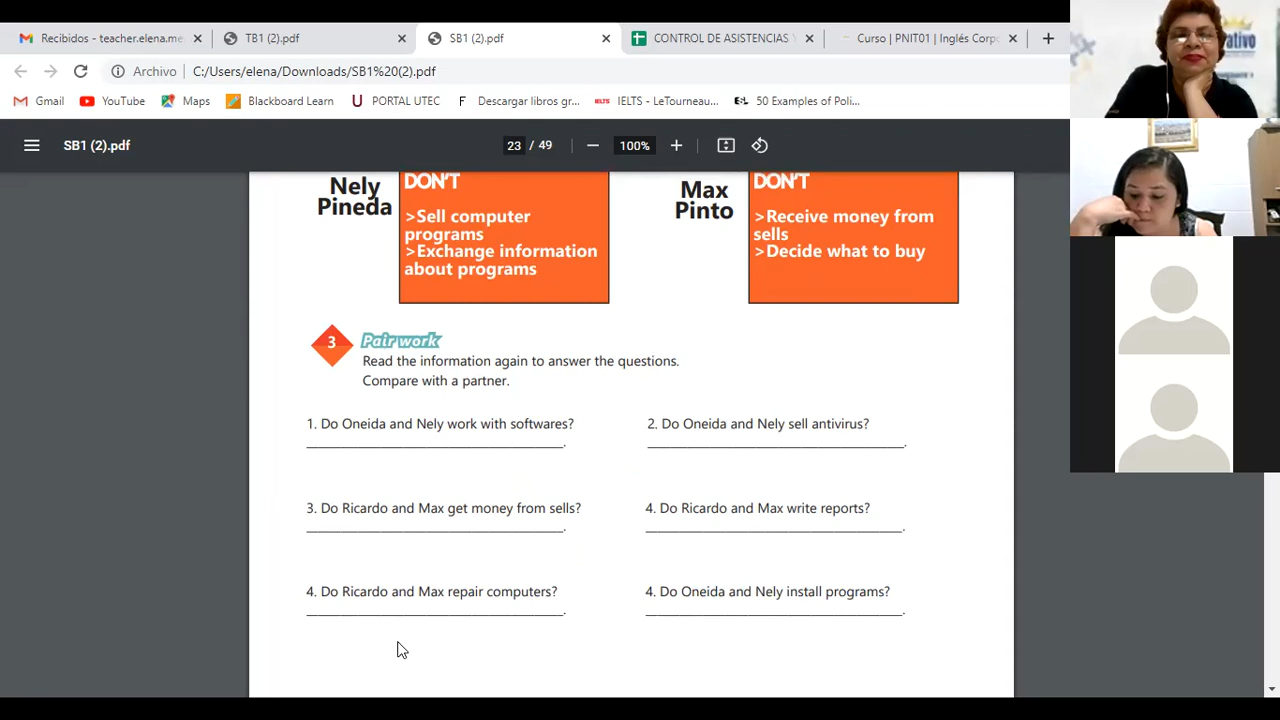 Recibidos - teacher.elena.me
TB1 (2).pdf
SB1 (2).pdf
CONTROL DE ASISTENCIAS Y
Curso | PNIT01 | Inglés Corpo
Archivo
C:/Users/elena/Downloads/SB1%20(2).pdf
Gmail
YouTube
Maps
Blackboard Learn
PORTAL UTEC
Descargar libros gr...
IELTS - LeTourneau...
50 Examples of Poli...
SB1 (2).pdf
23 / 49
100%
Nely
Pineda
DON'T
>Sell computer
programs
>Exchange information
about programs
Max
Pinto
DON'T
>Receive money from
sells
>Decide what to buy
3
Pair work
Read the information again to answer the questions.
Compare with a partner.
1. Do Oneida and Nely work with softwares?
2. Do Oneida and Nely sell antivirus?
3. Do Ricardo and Max get money from sells?
4. Do Ricardo and Max write reports?
4. Do Ricardo and Max repair computers?
4. Do Oneida and Nely install programs?